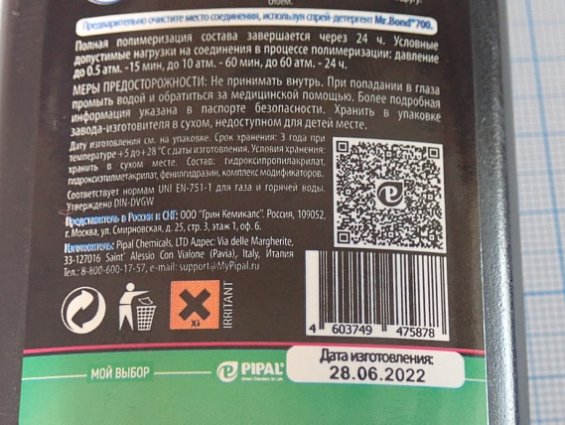 слоем.
Предварительно очистите место соединения, используя спрей-детергент Mr.Bond®700.
Полная полимеризация состава завершается через 24 ч. Условные
допустимые нагрузки на соединения в процессе полимеризации: давление
до 0.5 атм. -15 мин, до 10 атм. - 60 мин, до 60 атм. - 24 ч.
МЕРЫ ПРЕДОСТОРОЖНОСТИ: Не принимать внутрь. При попадании в глаза
промыть водой и обратиться за медицинской помощью. Более подробная
информация указана в паспорте безопасности. Хранить в упаковке
завода-изготовителя в сухом, недоступном для детей месте.
Дату изготовления см. на упаковке. Срок хранения: 3 года при
температуре +5 до +28°С с даты изготовления. Условия хранения:
хранить в сухом месте. Состав: гидроксипропилакрилат,
гидроксиэтилметакрилат, фенилгидразин, комплекс модификаторов.
Соответствует нормам UNI EN-751-1 для газа и горячей воды.
Утверждено DIN-DVGW
Представитель в России и СНГ: ООО "Грин Кемикалс". Россия, 109052,
г. Москва, ул. Смирновская, д. 25, стр. 3, этаж 1, оф. 6.
Изготовитель: Pipal Chemicals, LTD Адрес: Via delle Margherite,
33-127016 Saint' Alessio Con Vialone (Pavia), Italy, Италия
Тел.: 8-800-600-17-57, e-mail: support@MyPipal.ru
Xi
IRRITANT
4 603749 475878
МОЙ ВЫБОР
PIPAL®
Дата изготовления:
28.06.2022